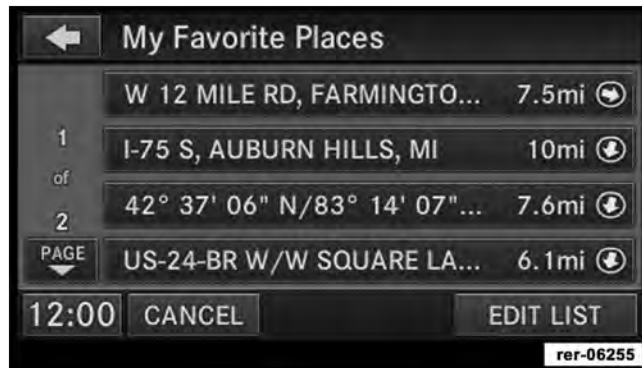 My Favorite Places
W 12 MILE RD, FARMINGTO... 7.5mi
I-75 S, AUBURN HILLS, MI 10mi
42° 37' 06" N/83° 14' 07"... 7.6mi
US-24-BR W/W SQUARE LA... 6.1mi
1
of
2
PAGE
12:00 CANCEL EDIT LIST
rer-06255